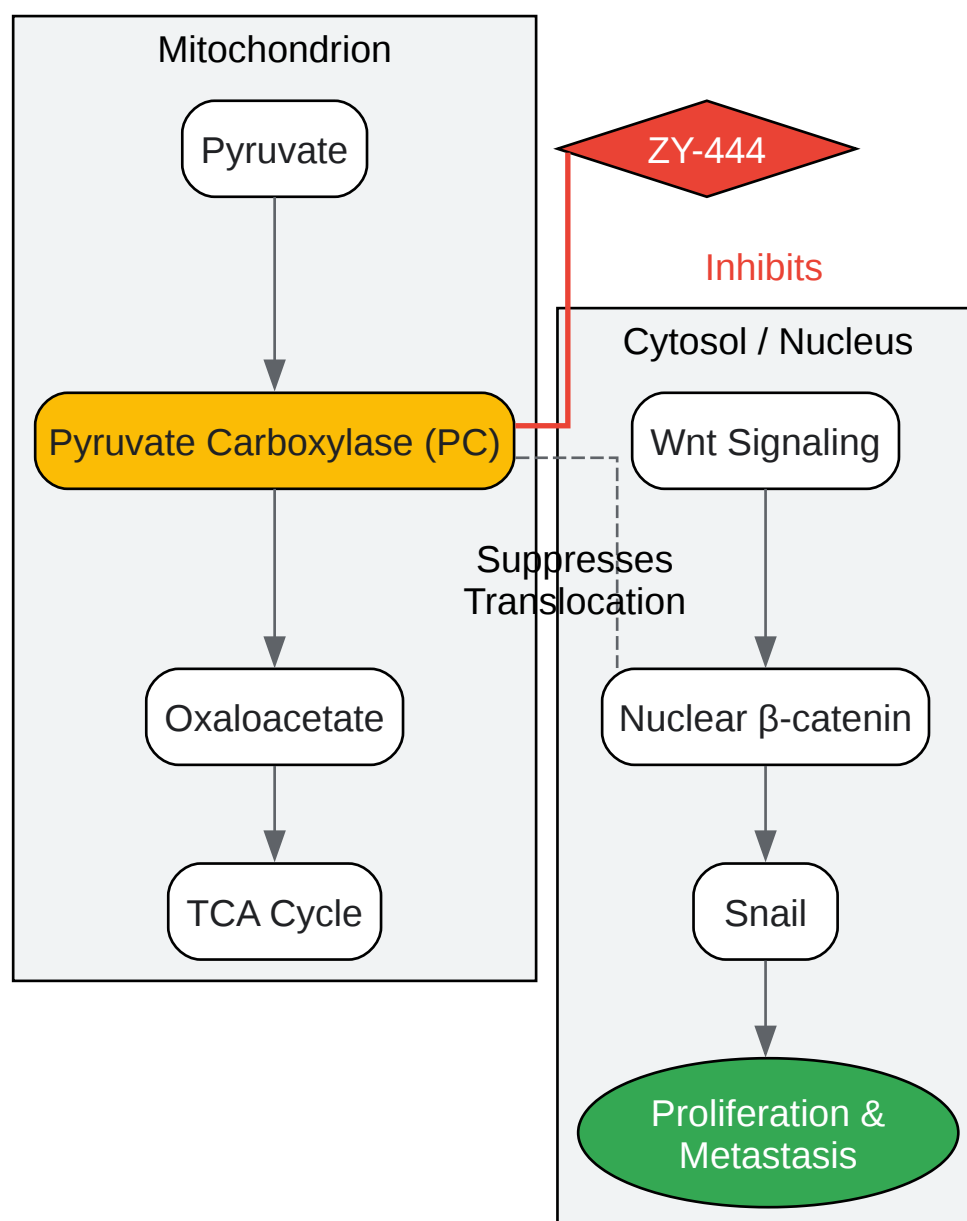 Mitochondrion
Pyruvate
ZY-444
Inhibits
Cytosol / Nucleus
Pyruvate Carboxylase (PC)
Wnt Signaling
Suppresses
Translocation
Oxaloacetate
Nuclear β-catenin
TCA Cycle
Snail
Proliferation &
Metastasis